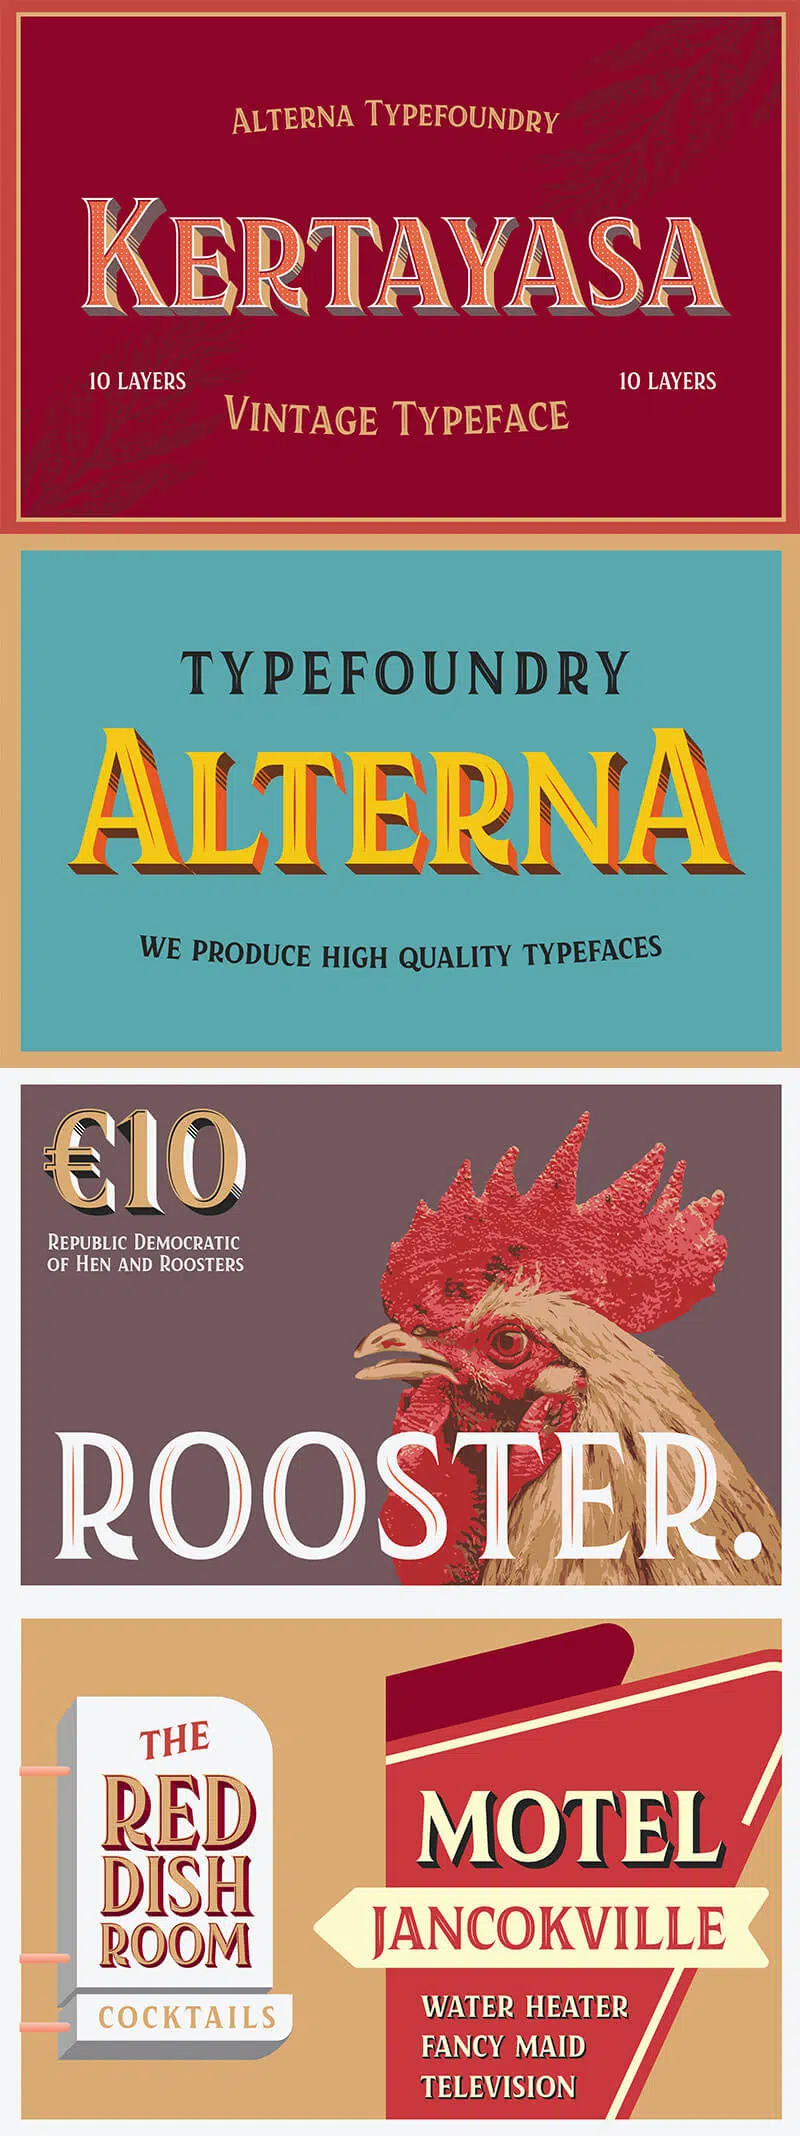 ALTERNA TYPEFOUNDRY
KERTAYASA
10 LAYERS
10 LAYERS
VINTAGE TYPEFACE
TYPEFOUNDRY
ALTERNA
WE PRODUCE HIGH QUALITY TYPEFACES
€10
REPUBLIC DEMOCRATIC
OF HEN AND ROOSTERS
ROOSTER.
THE
RED
DISH
ROOM
COCKTAILS
MOTEL
JANCOKVILLE
WATER HEATER
FANCY MAID
TELEVISION